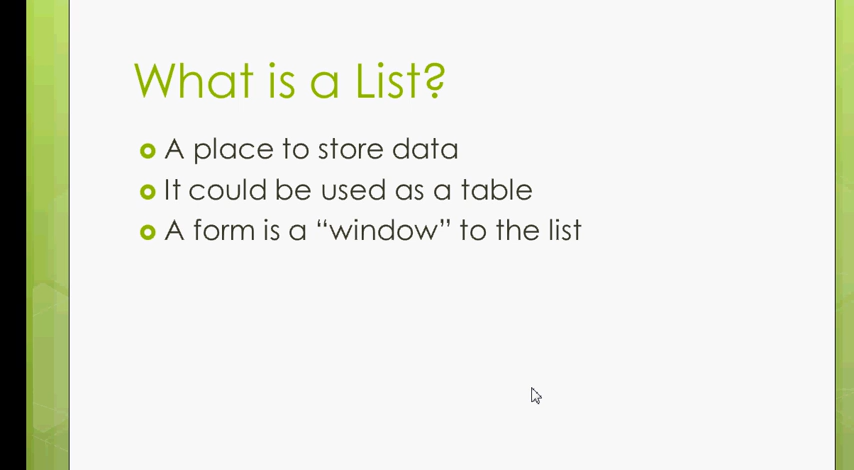 What is a List?
A place to store data
It could be used as a table
A form is a “window” to the list